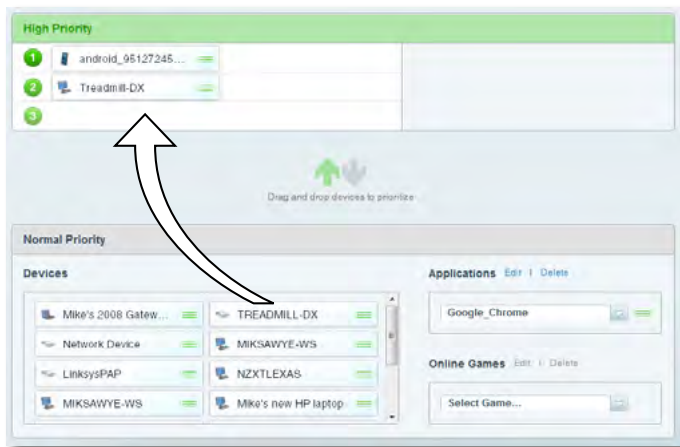 High Priority
1 android_95127245...
2 Treadmill-DX
3
Drag and drop devices to prioritize
Normal Priority
Devices
Applications Edit | Delete
Mike's 2008 Gatew... TREADMILL-DX
Google_Chrome
Network Device MIKSAWYE-WS
Online Games Edit | Delete
LinksysPAP NZXTLEXAS
MIKSAWYE-WS Mike's new HP laptop
Select Game...